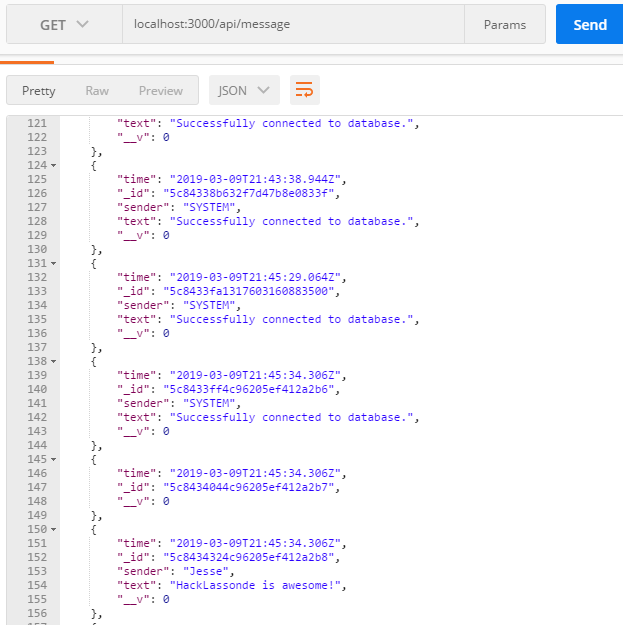 GET localhost:3000/api/message Params Send
Pretty Raw Preview JSON
121 "text": "Successfully connected to database.",
122 "__v": 0
123 },
124 {
125 "time": "2019-03-09T21:43:38.944Z",
126 "_id": "5c84338b632f7d47b8e0833f",
127 "sender": "SYSTEM",
128 "text": "Successfully connected to database.",
129 "__v": 0
130 },
131 {
132 "time": "2019-03-09T21:45:29.064Z",
133 "_id": "5c8433fa1317603160883500",
134 "sender": "SYSTEM",
135 "text": "Successfully connected to database.",
136 "__v": 0
137 },
138 {
139 "time": "2019-03-09T21:45:34.306Z",
140 "_id": "5c8433ff4c96205ef412a2b6",
141 "sender": "SYSTEM",
142 "text": "Successfully connected to database.",
143 "__v": 0
144 },
145 {
146 "time": "2019-03-09T21:45:34.306Z",
147 "_id": "5c8434044c96205ef412a2b7",
148 "__v": 0
149 },
150 {
151 "time": "2019-03-09T21:45:34.306Z",
152 "_id": "5c8434324c96205ef412a2b8",
153 "sender": "Jesse",
154 "text": "HackLassonde is awesome!",
155 "__v": 0
156 },